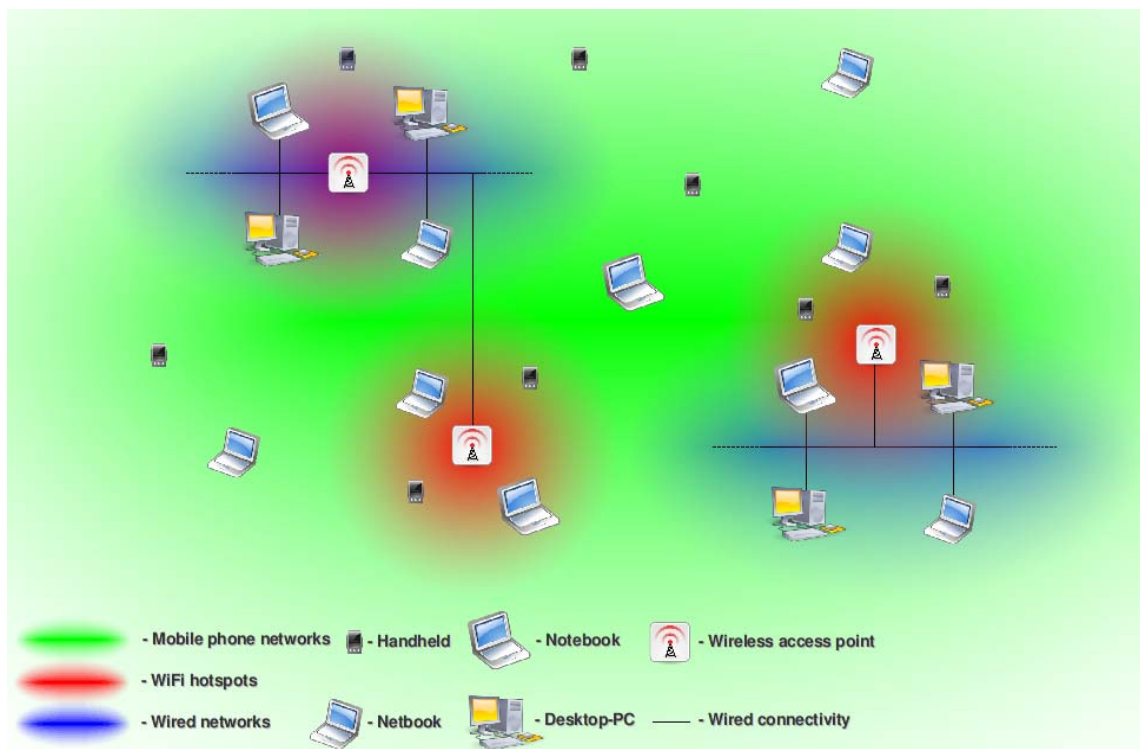 - Mobile phone networks - Handheld - Notebook - Wireless access point
- WiFi hotspots
- Wired networks - Netbook - Desktop-PC - Wired connectivity